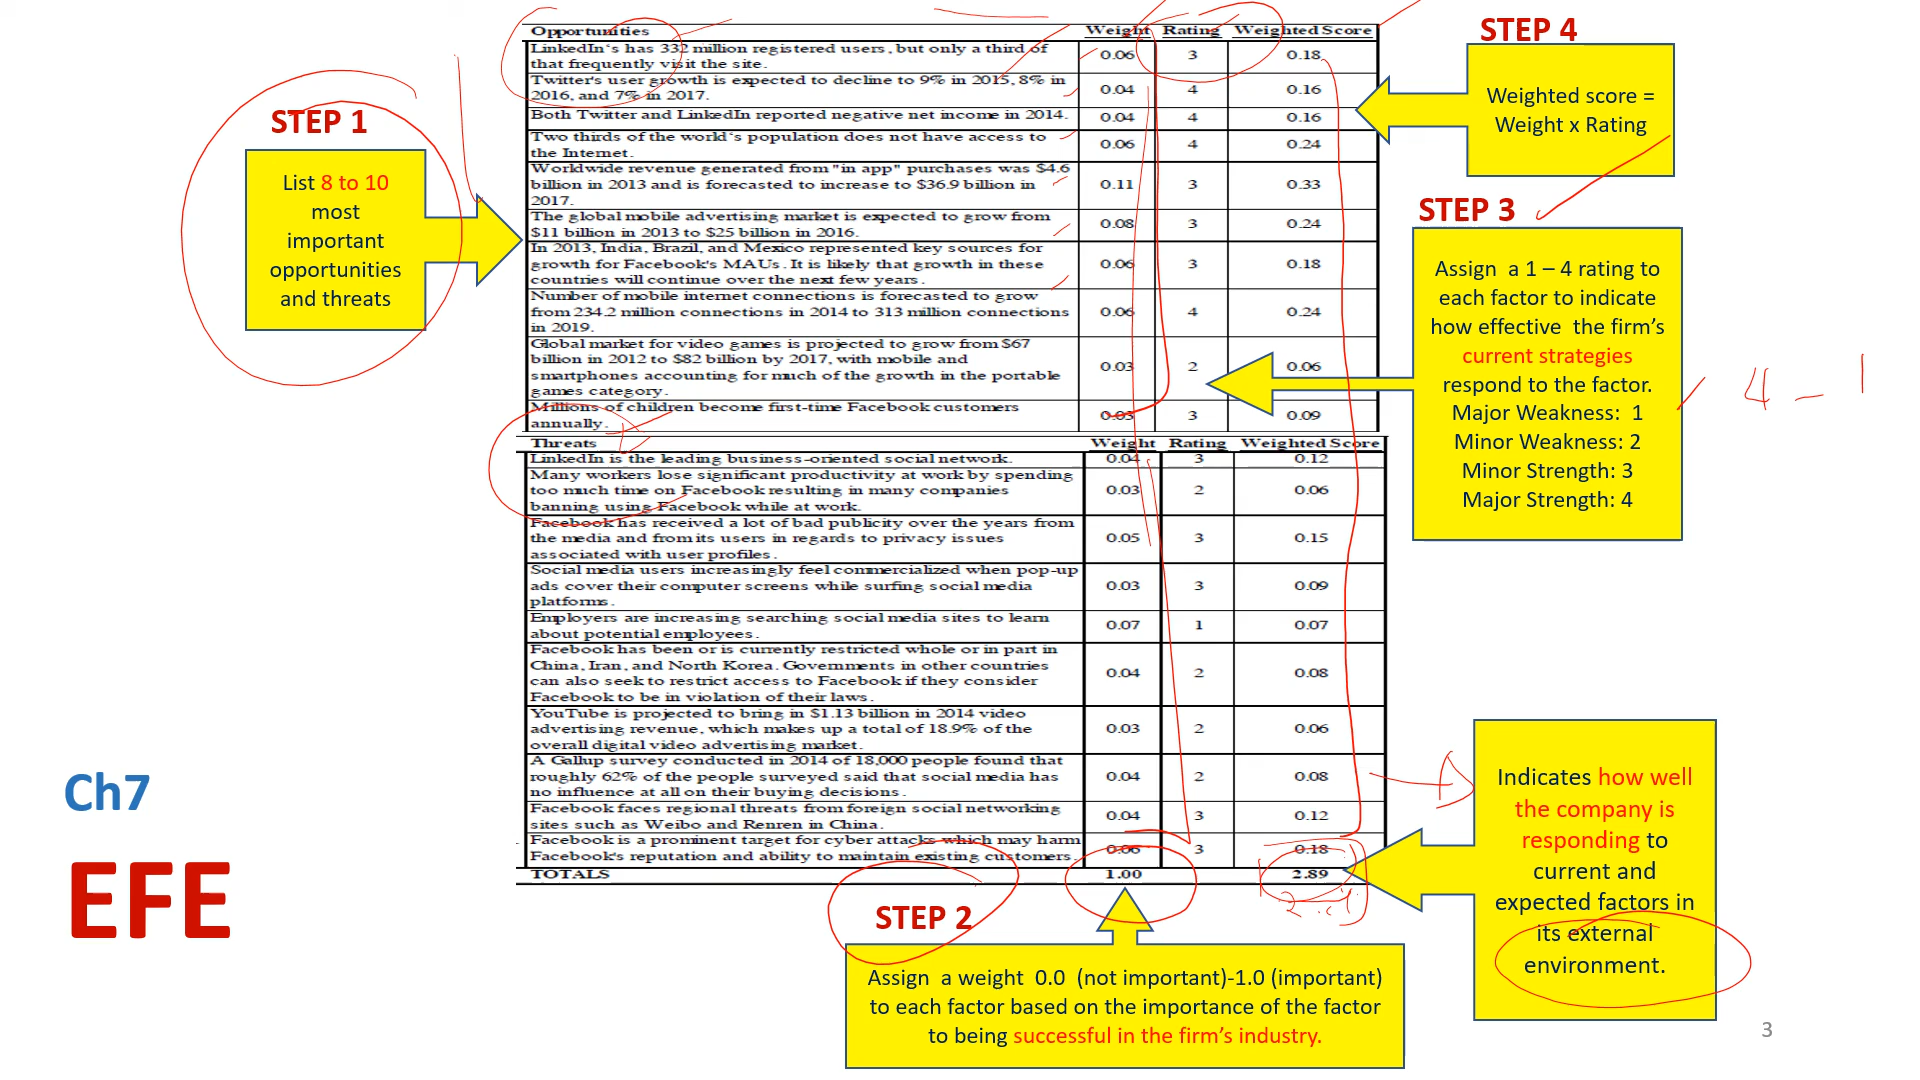 Opportunities Weight Rating Weighted Score
LinkedIn's has 332 million registered users, but only a third of
that frequently visit the site. 0.06 3 0.18
Twitter's user growth is expected to decline to 9% in 2015, 8% in
2016, and 7% in 2017. 0.04 4 0.16
Both Twitter and LinkedIn reported negative net income in 2014. 0.04 4 0.16
Two thirds of the world's population does not have access to
the Internet. 0.06 4 0.24
Worldwide revenue generated from "in app" purchases was $4.6
billion in 2013 and is forecasted to increase to $36.9 billion in
2017. 0.11 3 0.33
The global mobile advertising market is expected to grow from
$11 billion in 2013 to $25 billion in 2016. 0.08 3 0.24
In 2013, India, Brazil, and Mexico represented key sources for
growth for Facebook's MAUs. It is likely that growth in these
countries will continue over the next few years. 0.06 3 0.18
Number of mobile internet connections is forecasted to grow
from 234.2 million connections in 2014 to 313 million connections
in 2019. 0.06 4 0.24
Global market for video games is projected to grow from $67
billion in 2012 to $82 billion by 2017, with mobile and
smartphones accounting for much of the growth in the portable
games category. 0.03 2 0.06
Millions of children become first-time Facebook customers
annually. 0.03 3 0.09
Threats Weight Rating Weighted Score
LinkedIn is the leading business-oriented social network. 0.04 3 0.12
Many workers lose significant productivity at work by spending
too much time on Facebook resulting in many companies
banning using Facebook while at work. 0.03 2 0.06
Facebook has received a lot of bad publicity over the years from
the media and from its users in regards to privacy issues
associated with user profiles. 0.05 3 0.15
Social media users increasingly feel commercialized when pop-up
ads cover their computer screens while surfing social media
platforms. 0.03 3 0.09
Employers are increasing searching social media sites to learn
about potential employees. 0.07 1 0.07
Facebook has been or is currently restricted whole or in part in
China, Iran, and North Korea. Governments in other countries
can also seek to restrict access to Facebook if they consider
Facebook to be in violation of their laws. 0.04 2 0.08
YouTube is projected to bring in $1.13 billion in 2014 video
advertising revenue, which makes up a total of 18.9% of the
overall digital video advertising market. 0.03 2 0.06
A Gallup survey conducted in 2014 of 18,000 people found that
roughly 62% of the people surveyed said that social media has
no influence at all on their buying decisions. 0.04 2 0.08
Facebook faces regional threats from foreign social networking
sites such as Weibo and Renren in China. 0.04 3 0.12
Facebook is a prominent target for cyber attacks which may harm
Facebook's reputation and ability to maintain existing customers. 0.06 3 0.18
TOTALS 1.00 2.89
STEP 1
List 8 to 10
most
important
opportunities
and threats
STEP 4
Weighted score =
Weight x Rating
STEP 3
Assign a 1 – 4 rating to
each factor to indicate
how effective the firm's
current strategies
respond to the factor.
Major Weakness: 1
Minor Weakness: 2
Minor Strength: 3
Major Strength: 4
4 – 1
Indicates how well
the company is
responding to
current and
expected factors in
its external
environment.
STEP 2
Assign a weight 0.0 (not important)-1.0 (important)
to each factor based on the importance of the factor
to being successful in the firm's industry.
Ch7
EFE
3